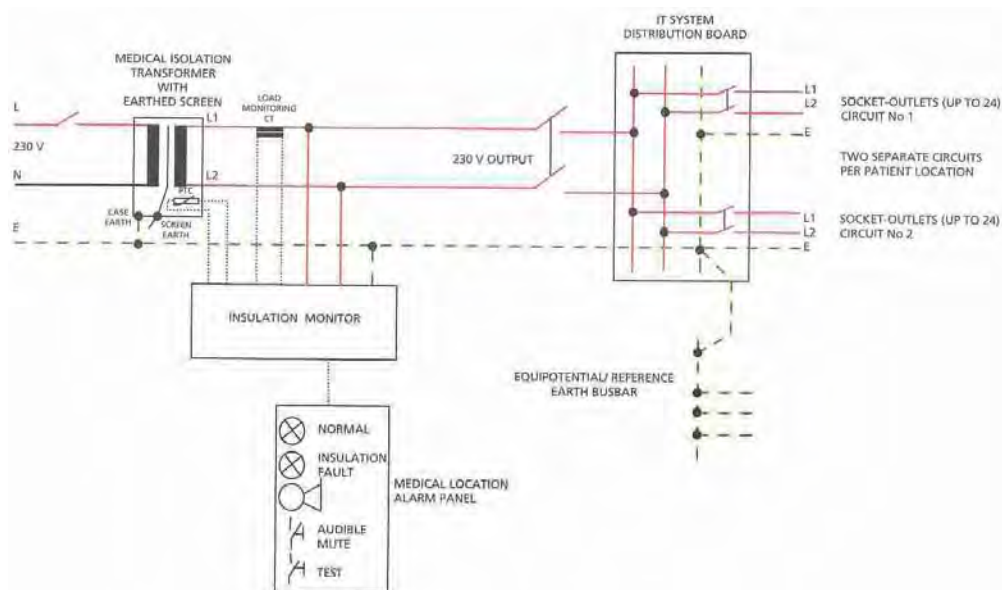 IT SYSTEM
DISTRIBUTION BOARD
MEDICAL ISOLATION
TRANSFORMER
WITH
EARTHED SCREEN
LOAD
MONITORING
CT
L
L1
230 V
N
L2
PTC
CASE
EARTH
SCREEN
EARTH
E
230 V OUTPUT
L1
L2
E
SOCKET-OUTLETS (UP TO 24)
CIRCUIT No 1
TWO SEPARATE CIRCUITS
PER PATIENT LOCATION
L1
L2
E
SOCKET-OUTLETS (UP TO 24)
CIRCUIT No 2
INSULATION MONITOR
EQUIPOTENTIAL/ REFERENCE
EARTH BUSBAR
NORMAL
INSULATION
FAULT
MEDICAL LOCATION
ALARM PANEL
AUDIBLE
MUTE
TEST